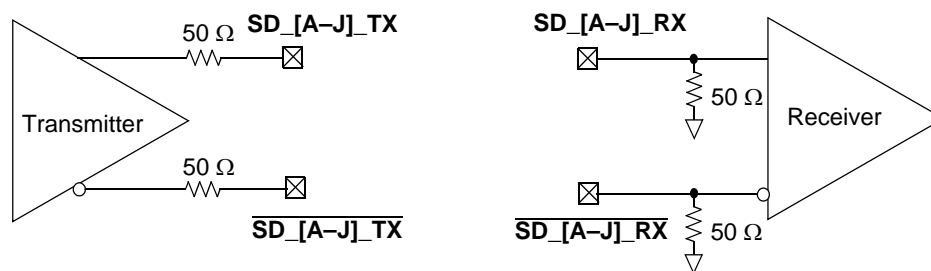 SD_[A–J]_TX
50 Ω
Transmitter
50 Ω
SD_[A–J]_TX
SD_[A–J]_RX
50 Ω
Receiver
SD_[A–J]_RX
50 Ω